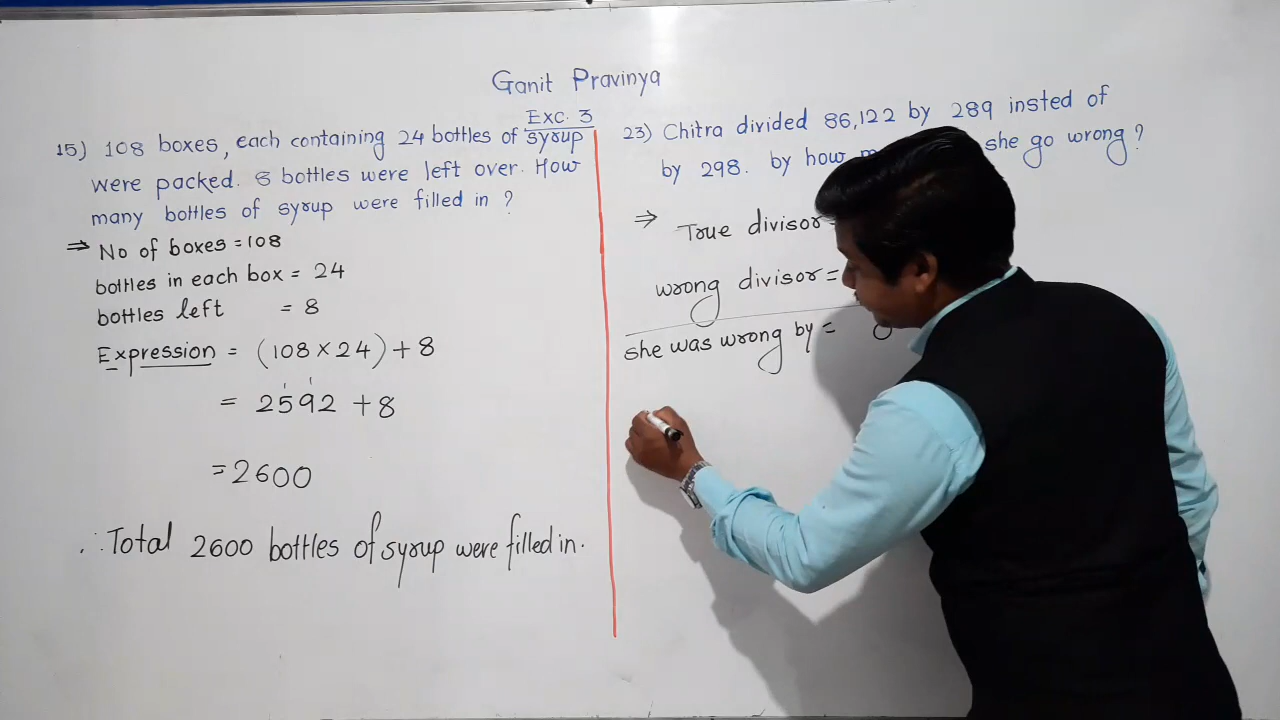 Ganit Pravinya
Exc. 3
15) 108 boxes, each containing 24 bottles of syrup
were packed. 8 bottles were left over. How
many bottles of syrup were filled in ?
⇒ No of boxes = 108
bottles in each box = 24
bottles left = 8
Expression = (108 × 24) + 8
= 2592 + 8
= 2600
∴ Total 2600 bottles of syrup were filled in.
23) Chitra divided 86,122 by 289 insted of
by 298. by how she go wrong ?
⇒ True divisor =
wrong divisor =
she was wrong by =